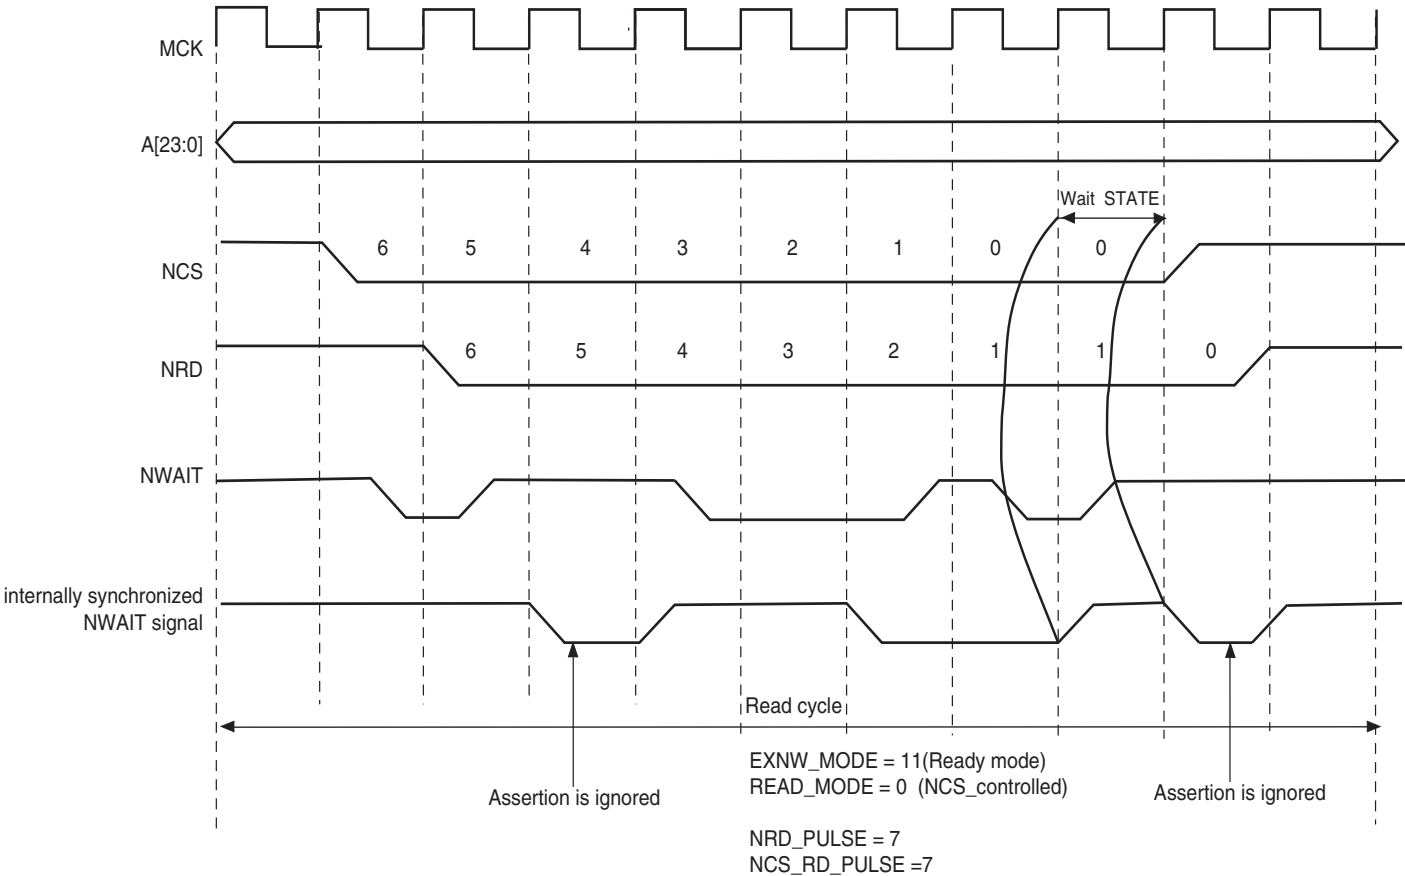 MCK
A[23:0]
Wait STATE
NCS 6 5 4 3 2 1 0 0
NRD 6 5 4 3 2 1 1 0
NWAIT
internally synchronized
NWAIT signal
Read cycle
EXNW_MODE = 11(Ready mode)
READ_MODE = 0 (NCS_controlled)
Assertion is ignored
Assertion is ignored
NRD_PULSE = 7
NCS_RD_PULSE =7